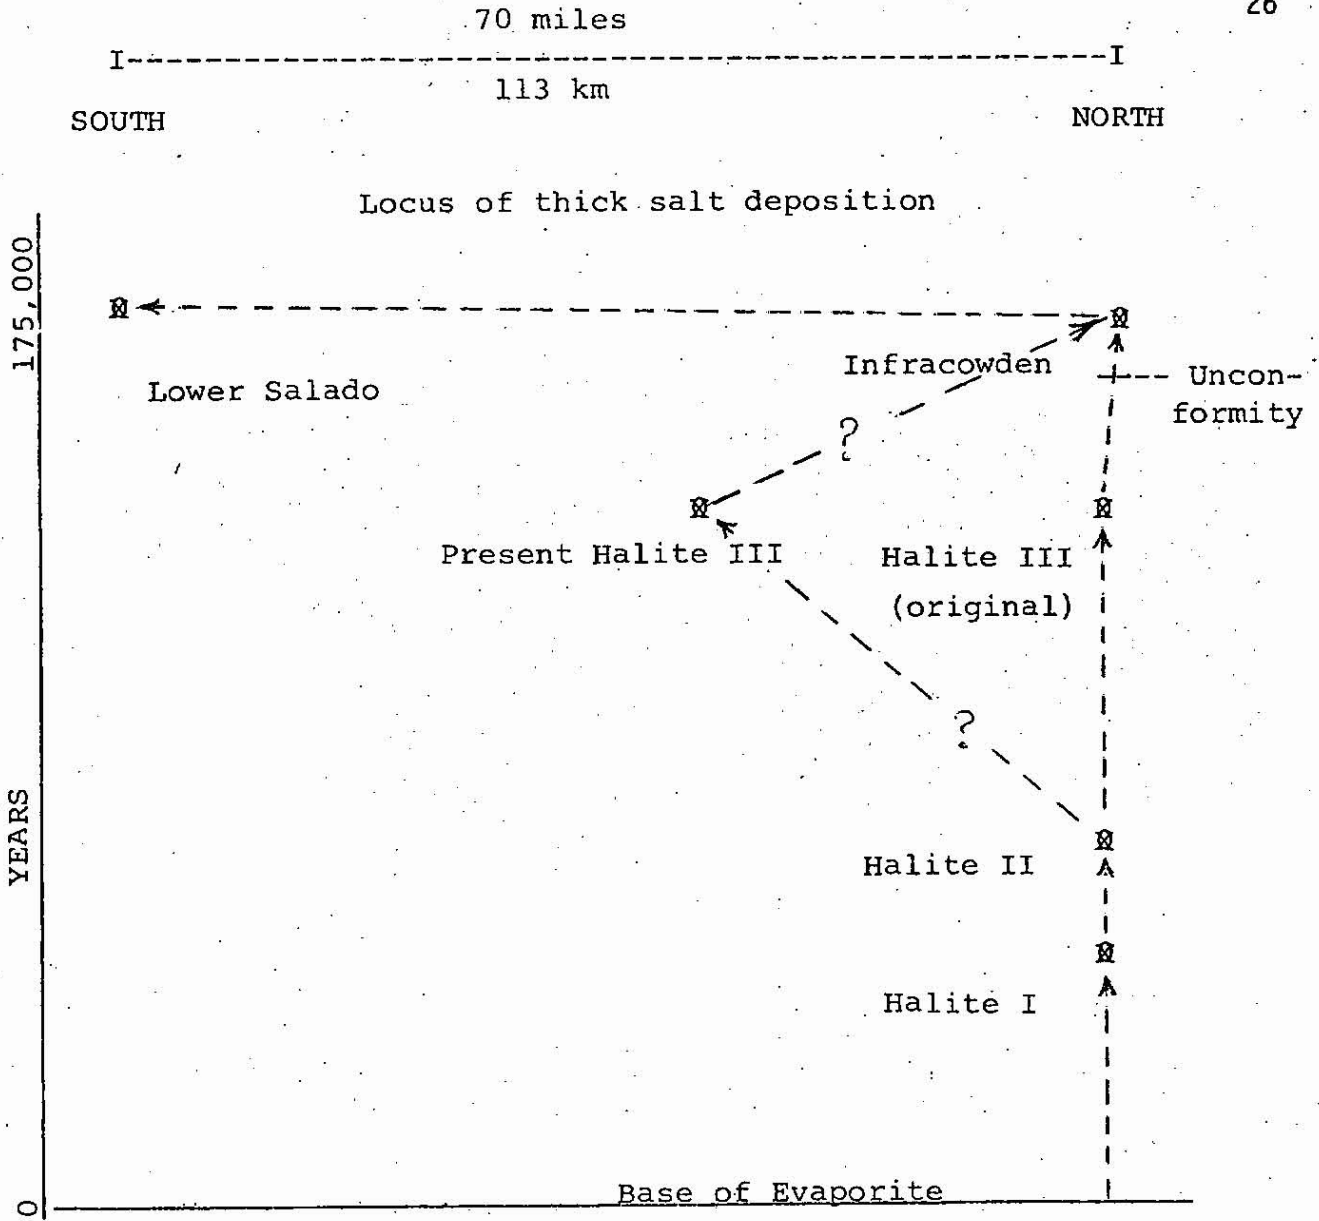 26
70 miles
I--------------------I
113 km
SOUTH
NORTH
Locus of thick salt deposition
175,000
Infracowden
Lower Salado
Uncon-
formity
?
Present Halite III
Halite III
(original)
?
YEARS
Halite II
Halite I
Base of Evaporite
0